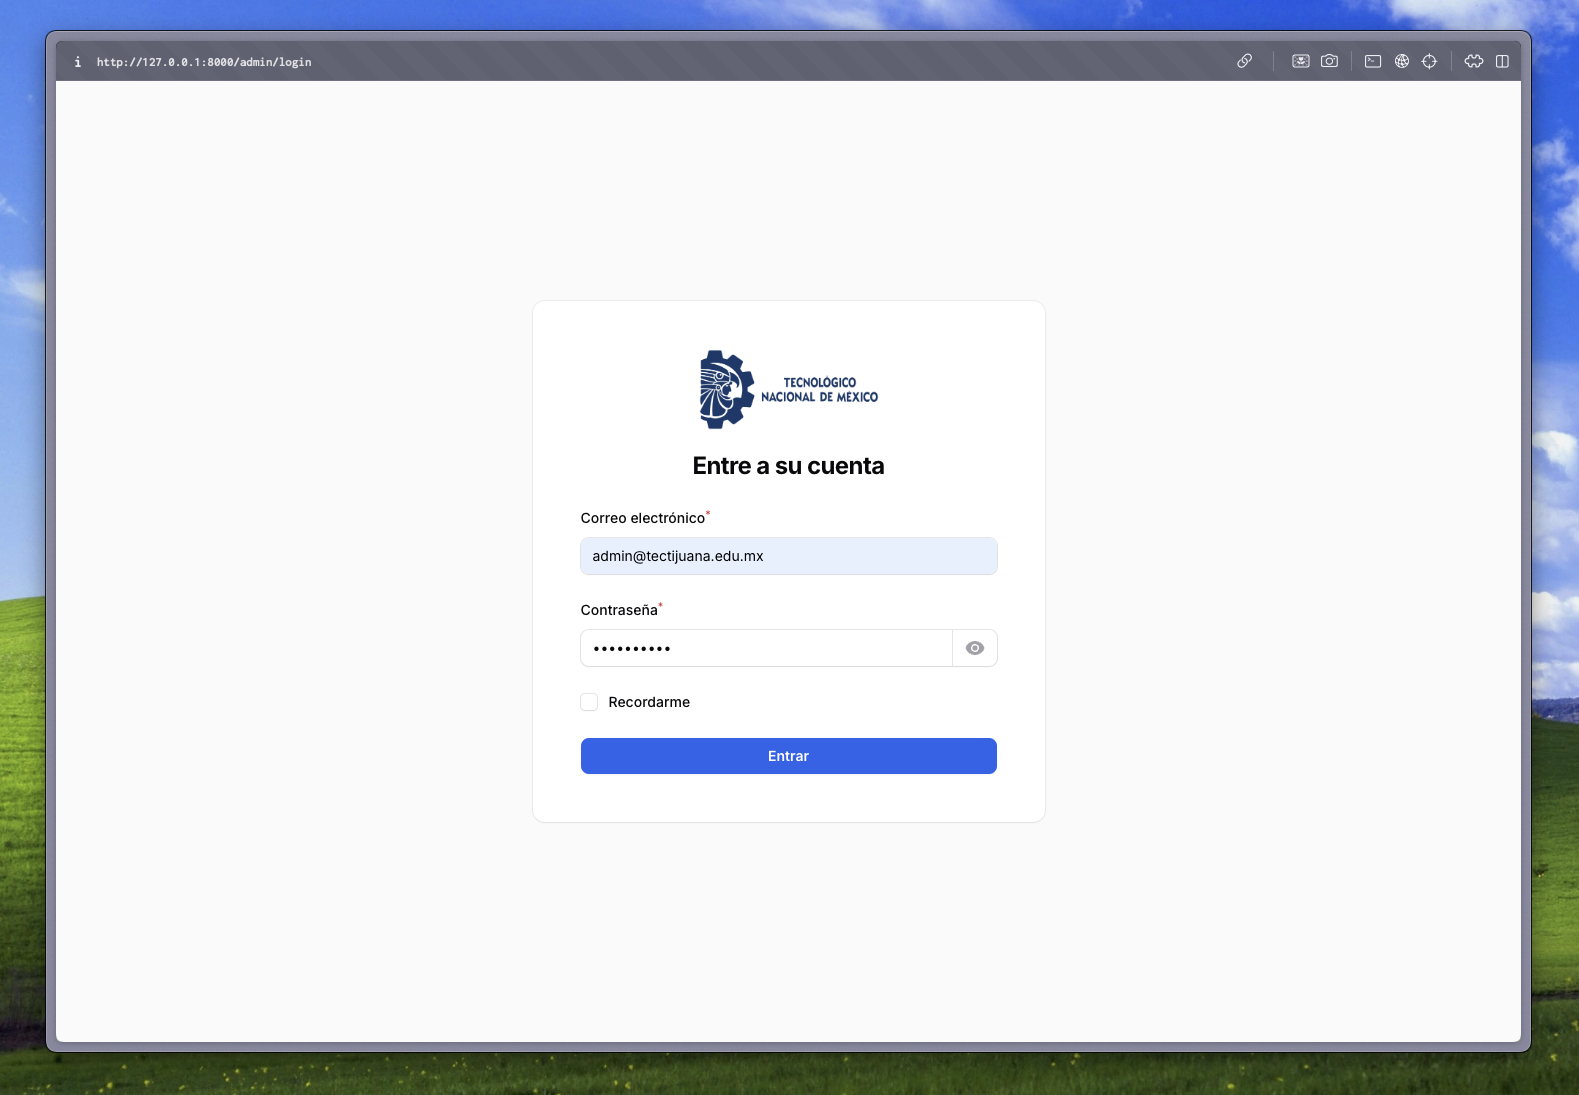 i http://127.0.0.1:8000/admin/login
TECNOLÓGICO
NACIONAL DE MÉXICO
Entre a su cuenta
Correo electrónico*
admin@tectijuana.edu.mx
Contraseña*
••••••••••
Recordarme
Entrar